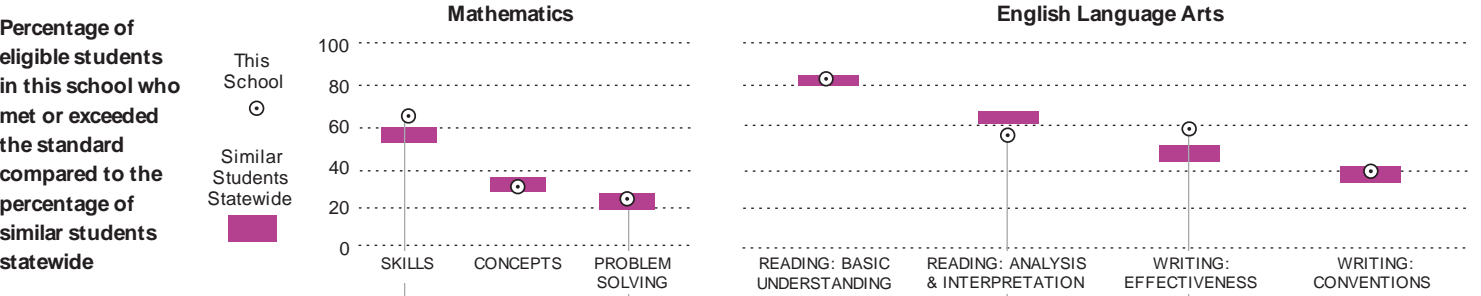 Percentage of
eligible students
in this school who
met or exceeded
the standard
compared to the
percentage of
similar students
statewide
This
School
Similar
Students
Statewide
Mathematics
100
80
60
40
20
0
SKILLS
CONCEPTS
PROBLEM
SOLVING
English Language Arts
READING: BASIC
UNDERSTANDING
READING: ANALYSIS
& INTERPRETATION
WRITING:
EFFECTIVENESS
WRITING:
CONVENTIONS